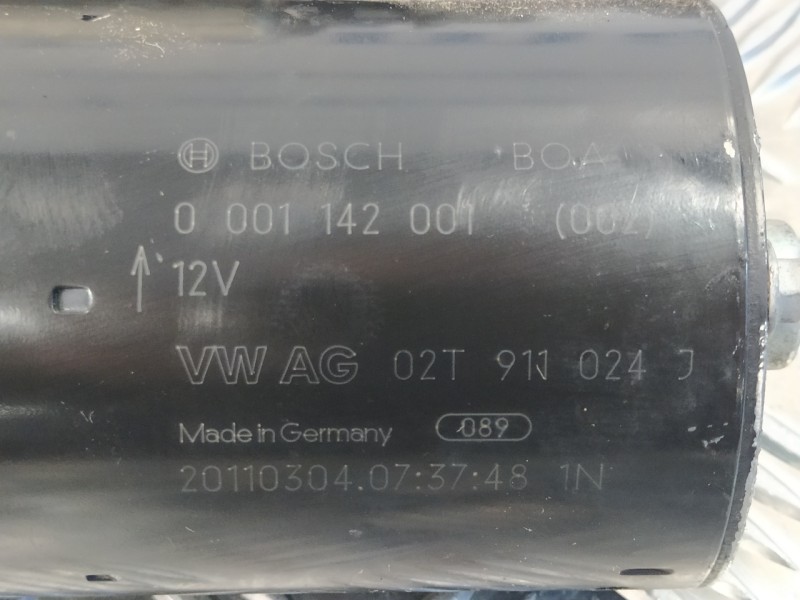 BOSCH BOA
0 001 142 001 (002)
12V
VW AG 02T 911 024 J
Made in Germany 089
20110304.07:37:48 1N